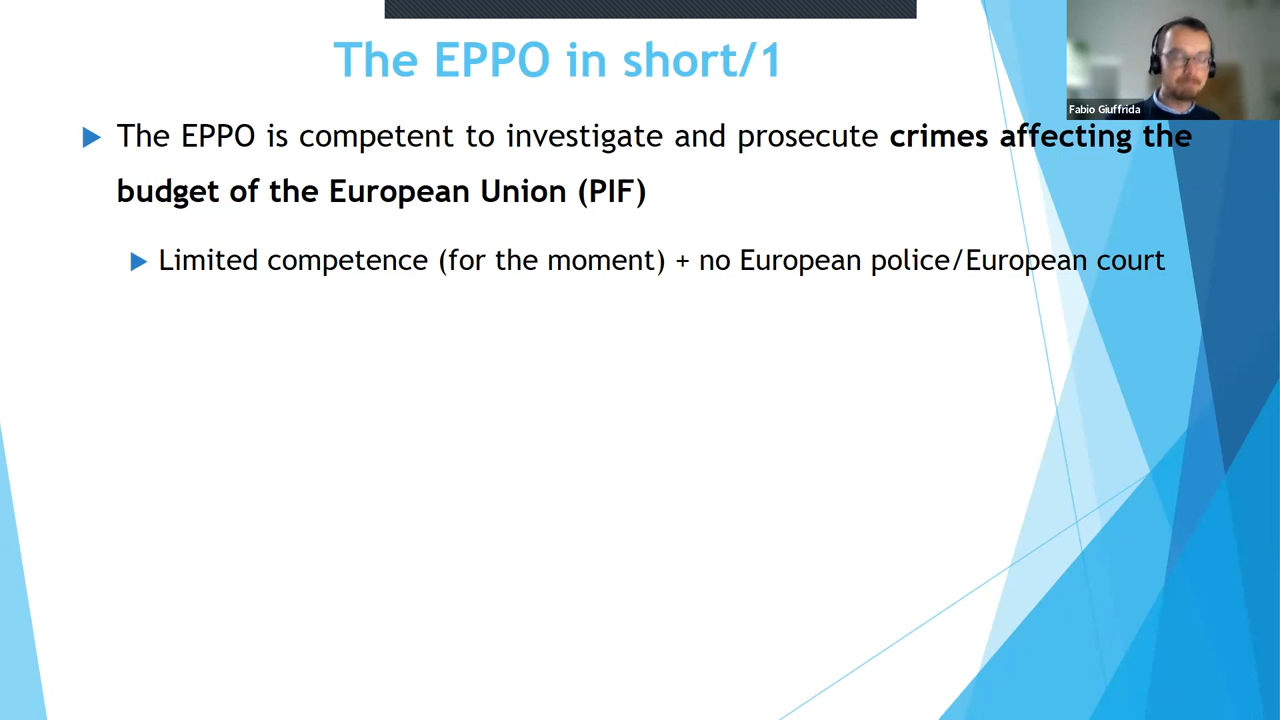 The EPPO in short/1
Fabio Giuffrida
The EPPO is competent to investigate and prosecute crimes affecting the
budget of the European Union (PIF)
Limited competence (for the moment) + no European police/European court